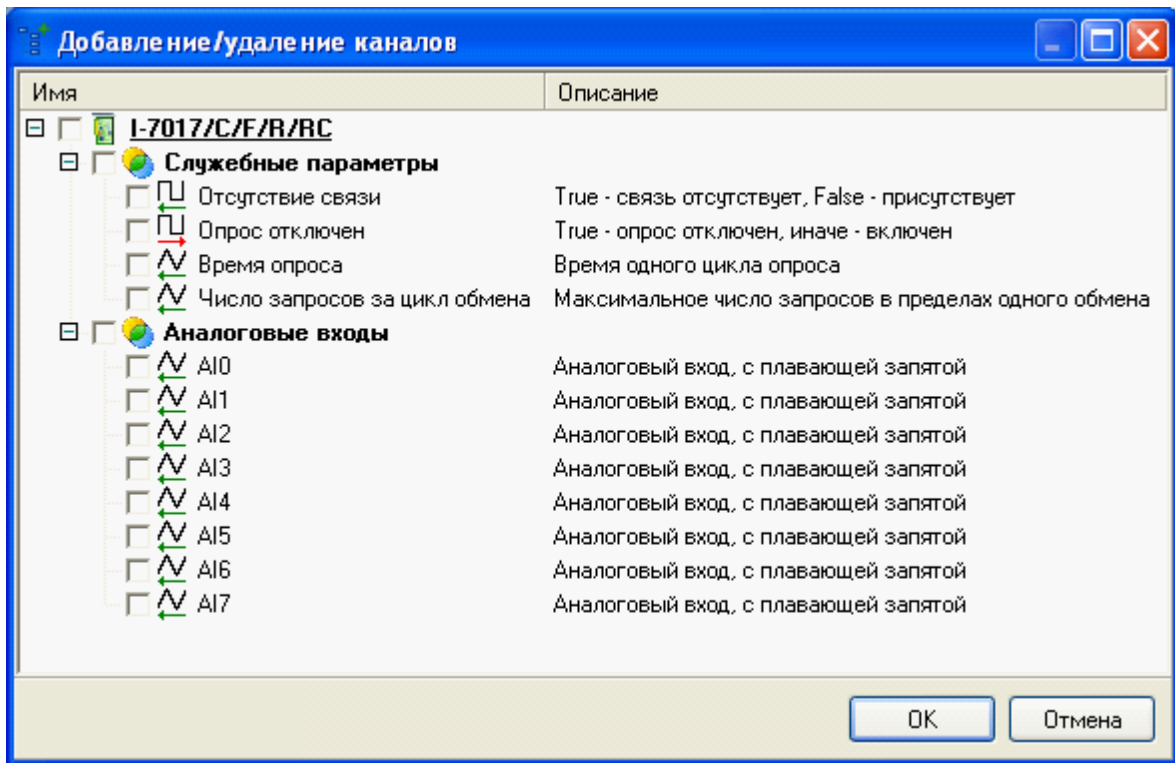 Добавление/удаление каналов
Имя Описание
I-7017/C/F/R/RC
Служебные параметры
Отсутствие связи True - связь отсутствует, False - присутствует
Опрос отключен True - опрос отключен, иначе - включен
Время опроса Время одного цикла опроса
Число запросов за цикл обмена Максимальное число запросов в пределах одного обмена
Аналоговые входы
AI0 Аналоговый вход, с плавающей запятой
AI1 Аналоговый вход, с плавающей запятой
AI2 Аналоговый вход, с плавающей запятой
AI3 Аналоговый вход, с плавающей запятой
AI4 Аналоговый вход, с плавающей запятой
AI5 Аналоговый вход, с плавающей запятой
AI6 Аналоговый вход, с плавающей запятой
AI7 Аналоговый вход, с плавающей запятой
OK Отмена